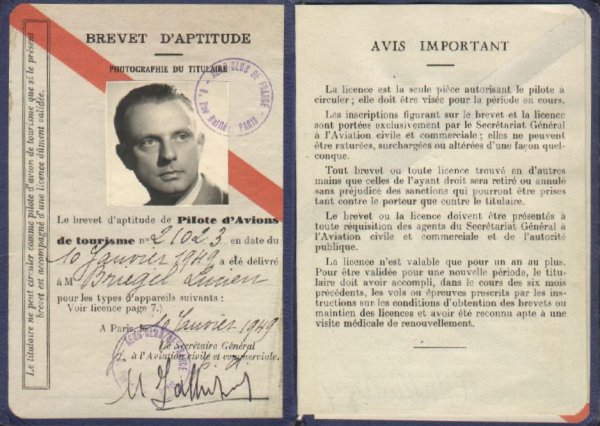 Le titulaire ne peut circuler comme pilote d'avion de tourisme que si le présent
brevet est accompagné d'une licence dûment validée.
BREVET D'APTITUDE
PHOTOGRAPHIE DU TITULAIRE
AERO-CLUB DE FRANCE
PARIS
Le brevet d'aptitude de Pilote d'Avions
de tourisme nº 21023 en date du
10 Janvier 1949 a été délivré
à M Bruegel Lucien
pour les types d'appareils suivants :
Voir licence page 7.)
A Paris, le 10 Janvier 1949
Le Secrétaire Général
à l'Aviation civile et commerciale.
AERO-CLUB DE FRANCE
AVIS IMPORTANT
La licence est la seule pièce autorisant le pilote à
circuler ; elle doit être visée pour la période en cours.
Les inscriptions figurant sur le brevet et la licence
sont portées exclusivement par le Secrétariat Général
à l'Aviation civile et commerciale ; elles ne peuvent
être raturées, surchargées ou altérées d'une façon quel-
conque.
Tout brevet ou toute licence trouvé en d'autres
mains que celles de l'ayant droit sera retiré ou annulé
sans préjudice des sanctions qui pourront être prises
tant contre le porteur que contre le titulaire.
Le brevet ou la licence doivent être présentés à
toute réquisition des agents du Secrétariat Général à
l'Aviation civile et commerciale et de l'autorité
publique.
La licence n'est valable que pour un an au plus.
Pour être validée pour une nouvelle période, le titu-
laire doit avoir accompli, dans le cours des six mois
précédents, les vols ou épreuves prescrits par les ins-
tructions sur les conditions d'obtention des brevets ou
maintien des licences et avoir été reconnu apte à une
visite médicale de renouvellement.